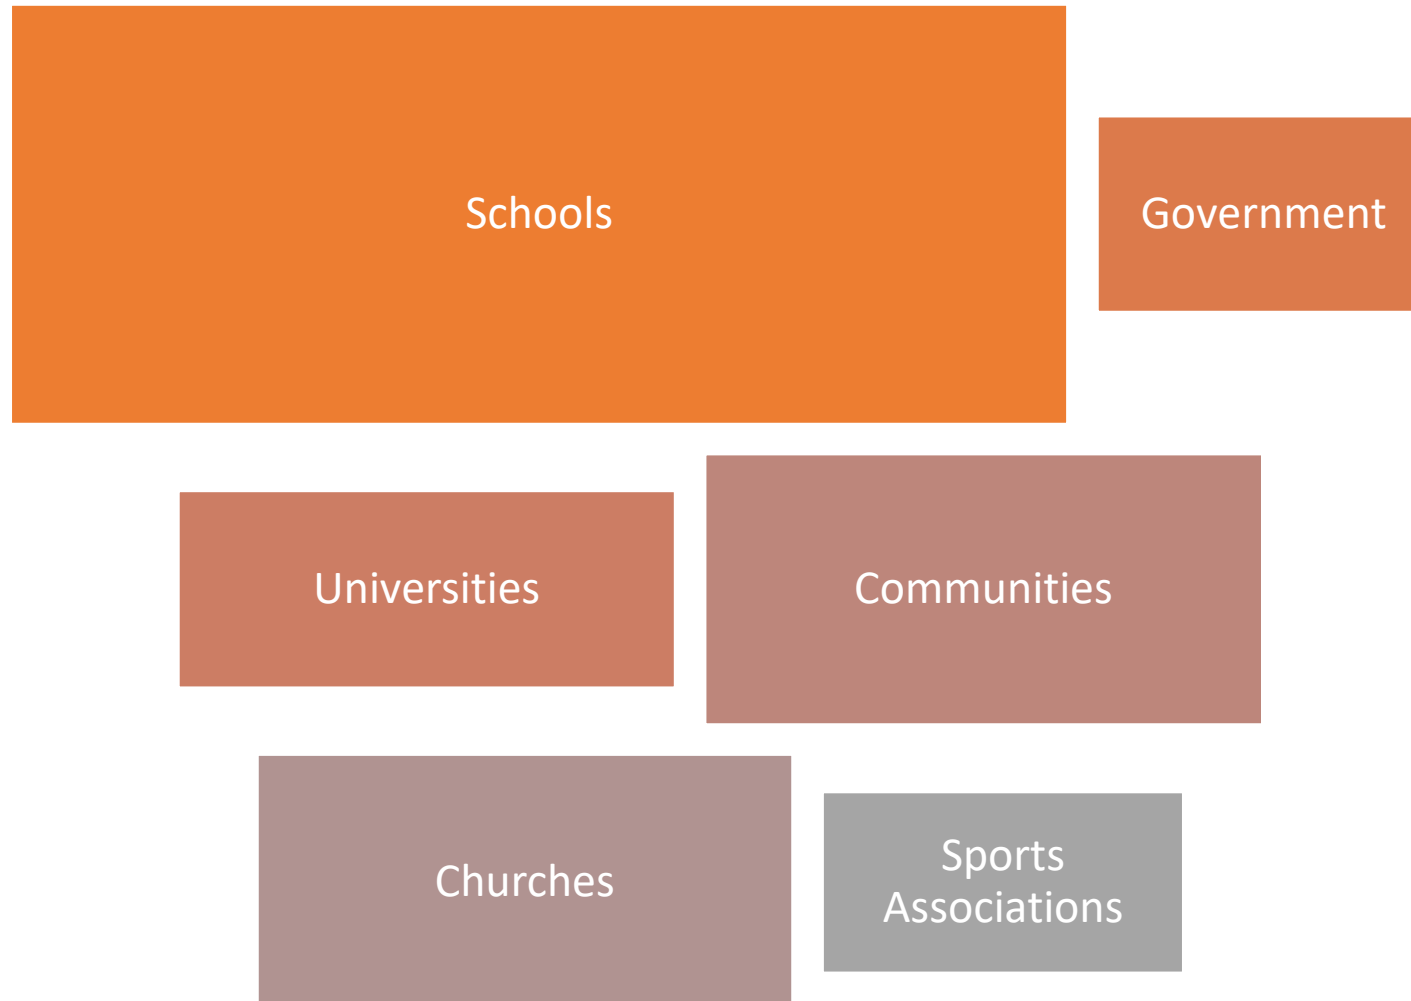 Schools
Government
Universities
Communities
Churches
Sports
Associations